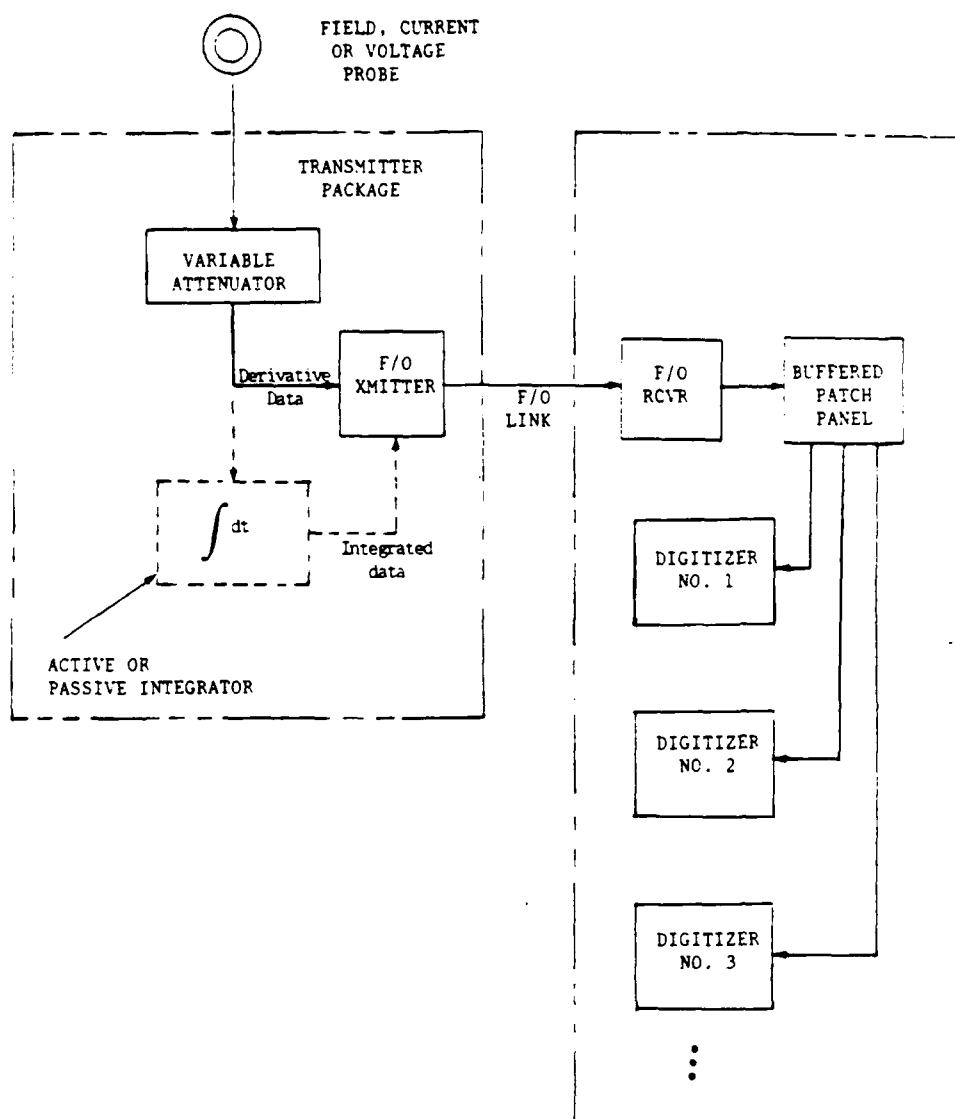 FIELD, CURRENT
OR VOLTAGE
PROBE
TRANSMITTER
PACKAGE
VARIABLE
ATTENUATOR
Derivative
Data
F/O
XMITTER
F/O
LINK
F/O
RCVR
BUFFERED
PATCH
PANEL
∫ dt
Integrated
data
ACTIVE OR
PASSIVE INTEGRATOR
DIGITIZER
NO. 1
DIGITIZER
NO. 2
DIGITIZER
NO. 3